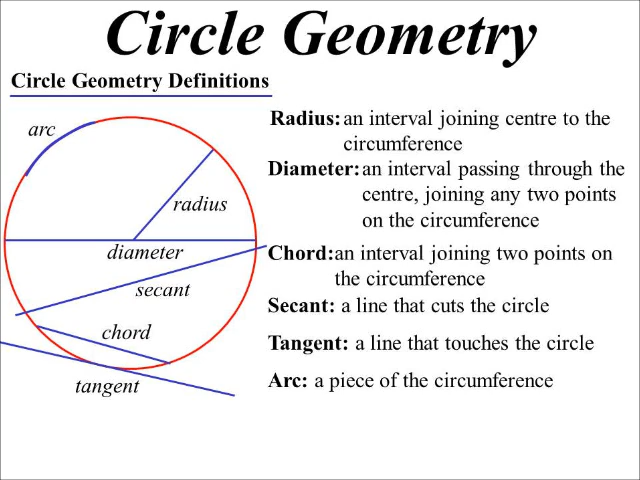 Circle Geometry
Circle Geometry Definitions
arc
radius
diameter
secant
chord
tangent
Radius: an interval joining centre to the
circumference
Diameter: an interval passing through the
centre, joining any two points
on the circumference
Chord: an interval joining two points on
the circumference
Secant: a line that cuts the circle
Tangent: a line that touches the circle
Arc: a piece of the circumference